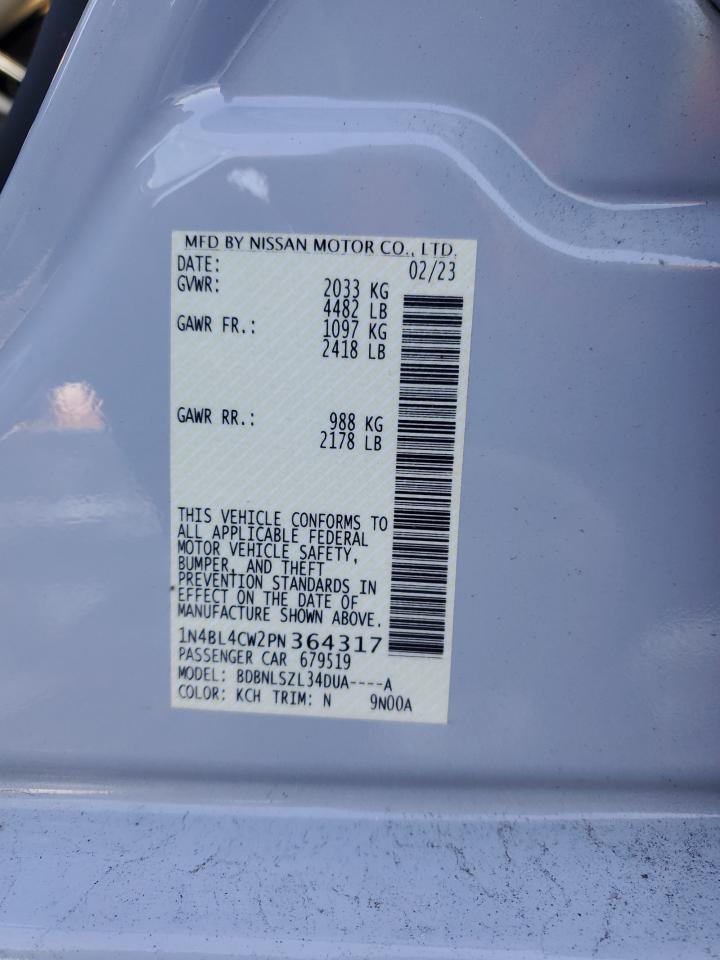 MFD BY NISSAN MOTOR CO., LTD.
DATE: 02/23
GVWR: 2033 KG
4482 LB
GAWR FR.: 1097 KG
2418 LB
GAWR RR.: 988 KG
2178 LB
THIS VEHICLE CONFORMS TO
ALL APPLICABLE FEDERAL
MOTOR VEHICLE SAFETY,
BUMPER, AND THEFT
PREVENTION STANDARDS IN
EFFECT ON THE DATE OF
MANUFACTURE SHOWN ABOVE.
1N4BL4CW2PN364317
PASSENGER CAR 679519
MODEL: BDBNLSZL34DUA----A
COLOR: KCH TRIM: N 9N00A